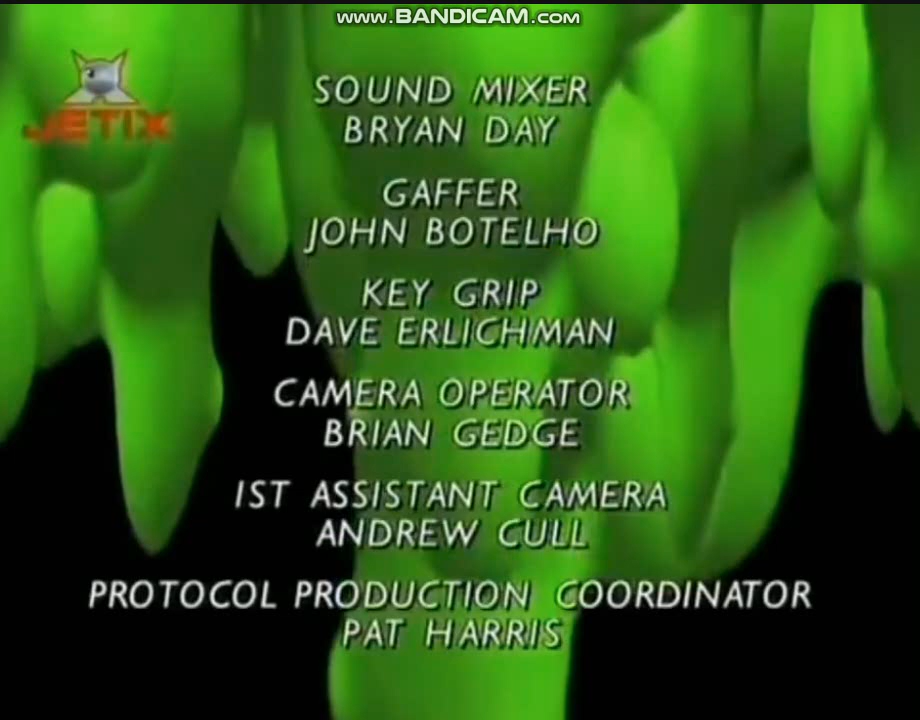 www.BANDICAM.com
JETIX
SOUND MIXER
BRYAN DAY
GAFFER
JOHN BOTELHO
KEY GRIP
DAVE ERLICHMAN
CAMERA OPERATOR
BRIAN GEDGE
1ST ASSISTANT CAMERA
ANDREW CULL
PROTOCOL PRODUCTION COORDINATOR
PAT HARRIS